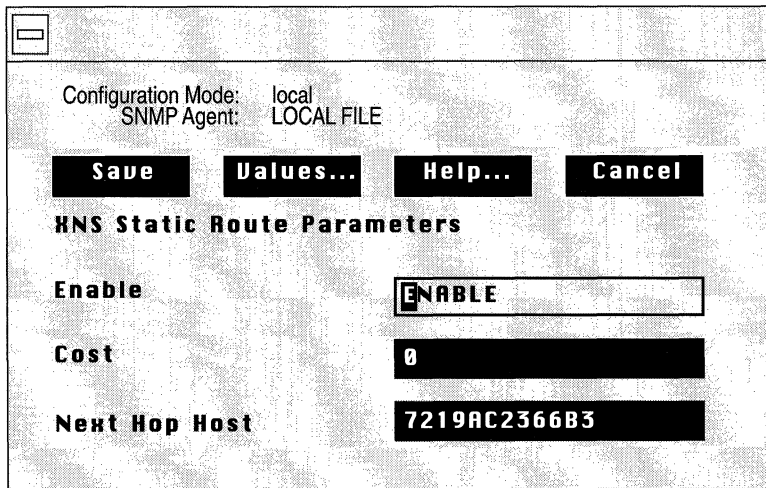 Configuration Mode: local
SNMP Agent: LOCAL FILE
Save Values... Help... Cancel
XNS Static Route Parameters
Enable ENABLE
Cost 0
Next Hop Host 7219AC2366B3